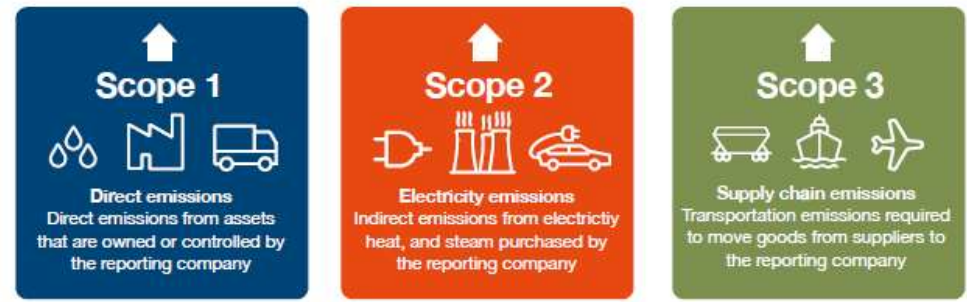 Scope 1
Direct emissions
Direct emissions from assets
that are owned or controlled by
the reporting company
Scope 2
Electricity emissions
Indirect emissions from electrictiy
heat, and steam purchased by
the reporting company
Scope 3
Supply chain emissions
Transportation emissions required
to move goods from suppliers to
the reporting company